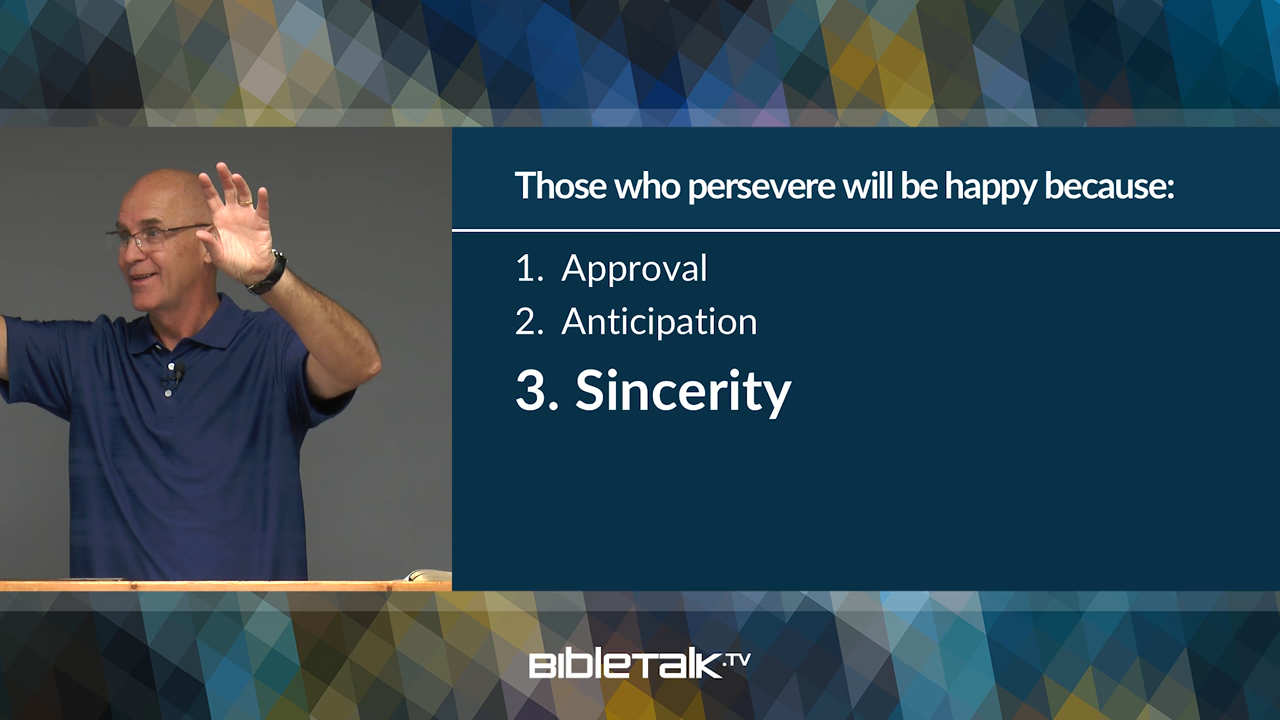 Those who persevere will be happy because:
1. Approval
2. Anticipation
3. Sincerity
BIBLETALK.TV